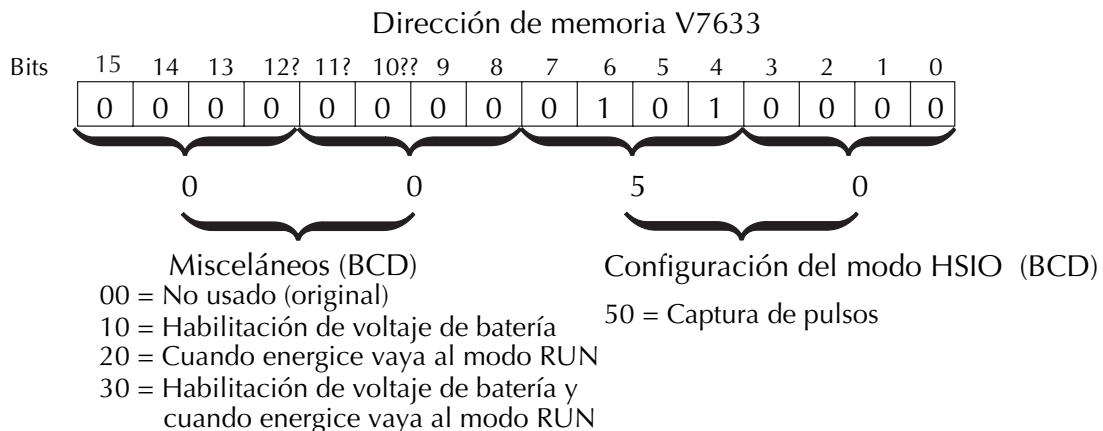 Dirección de memoria V7633
Bits 15 14 13 12? 11? 10?? 9 8 7 6 5 4 3 2 1 0
0 0 0 0 0 0 0 0 0 1 0 1 0 0 0 0
0 0 5 0
Misceláneos (BCD)
00 = No usado (original)
10 = Habilitación de voltaje de batería
20 = Cuando energice vaya al modo RUN
30 = Habilitación de voltaje de batería y
cuando energice vaya al modo RUN
Configuración del modo HSIO (BCD)
50 = Captura de pulsos